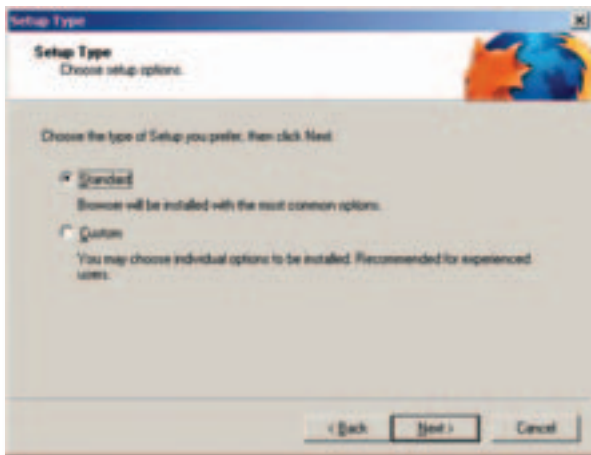 Setup Type
Setup Type
Choose setup options.
Choose the type of Setup you prefer, then click Next.
Standard
Browser will be installed with the most common options.
Custom
You may choose individual options to be installed. Recommended for experienced
users.
< Back Next > Cancel